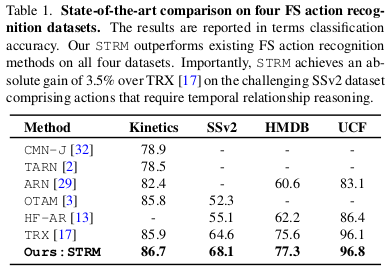 Table 1. State-of-the-art comparison on four FS action recog-
nition datasets. The results are reported in terms classification
accuracy. Our STRM outperforms existing FS action recognition
methods on all four datasets. Importantly, STRM achieves an ab-
solute gain of 3.5% over TRX [17] on the challenging SSv2 dataset
comprising actions that require temporal relationship reasoning.
Method Kinetics SSv2 HMDB UCF
CMN-J [32] 78.9 - - -
TARN [2] 78.5 - - -
ARN [29] 82.4 - 60.6 83.1
OTAM [3] 85.8 52.3 - -
HF-AR [13] - 55.1 62.2 86.4
TRX [17] 85.9 64.6 75.6 96.1
Ours: STRM 86.7 68.1 77.3 96.8